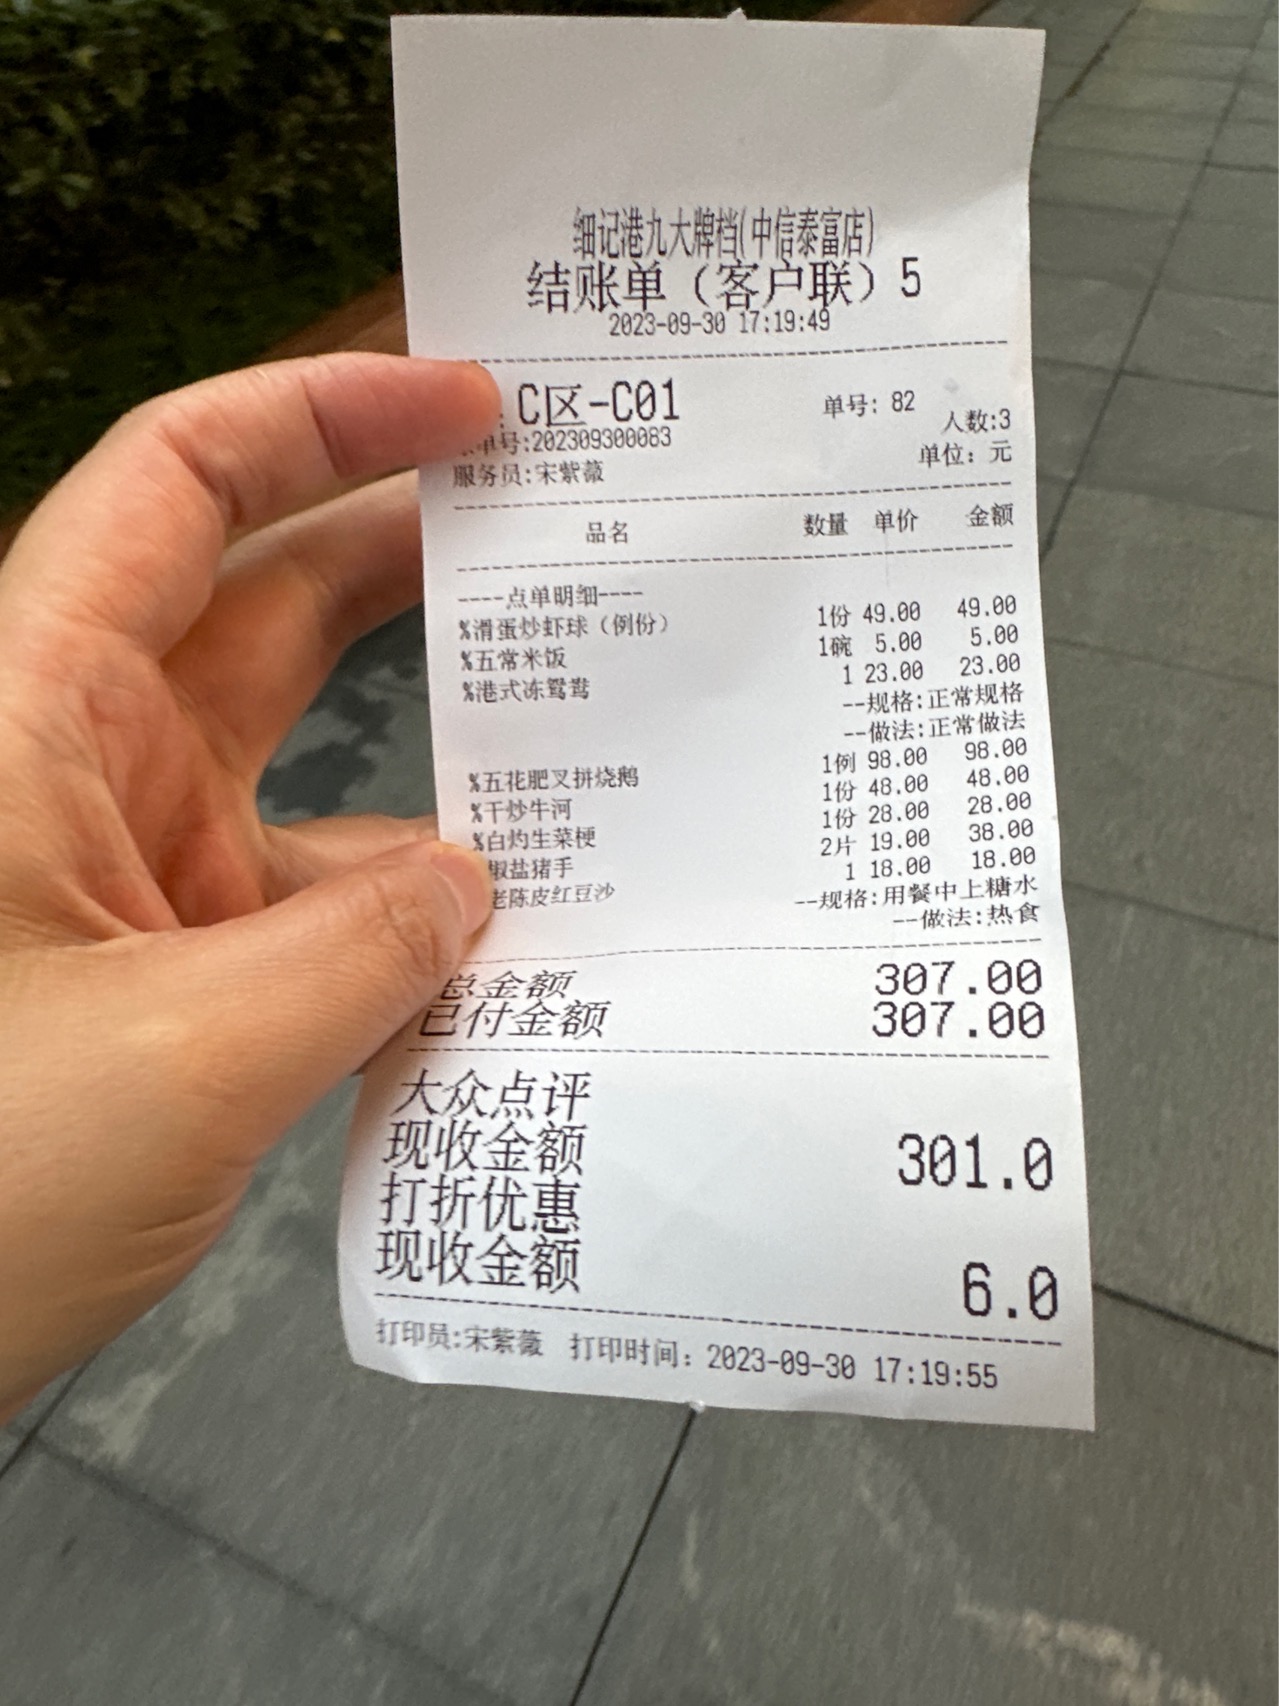 细记港九大牌档(中信泰富店)
结账单（客户联）5
2023-09-30 17:19:49
: C区-C01 单号: 82
单号:202309300083 人数:3
服务员:宋紫薇 单位: 元
品名 数量 单价 金额
----点单明细----
%滑蛋炒虾球（例份） 1份 49.00 49.00
%五常米饭 1碗 5.00 5.00
%港式冻鸳鸯 1 23.00 23.00
--规格:正常规格
--做法:正常做法
%五花肥叉拼烧鹅 1例 98.00 98.00
%干炒牛河 1份 48.00 48.00
%白灼生菜梗 1份 28.00 28.00
椒盐猪手 2片 19.00 38.00
老陈皮红豆沙 1 18.00 18.00
--规格:用餐中上糖水
--做法:热食
总金额 307.00
已付金额 307.00
大众点评
现收金额 301.0
打折优惠
现收金额 6.0
打印员:宋紫薇 打印时间: 2023-09-30 17:19:55